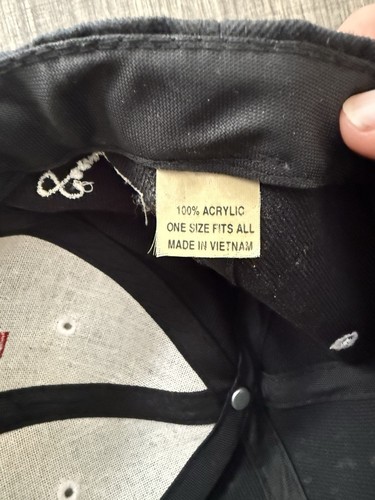 100% ACRYLIC
ONE SIZE FITS ALL
MADE IN VIETNAM